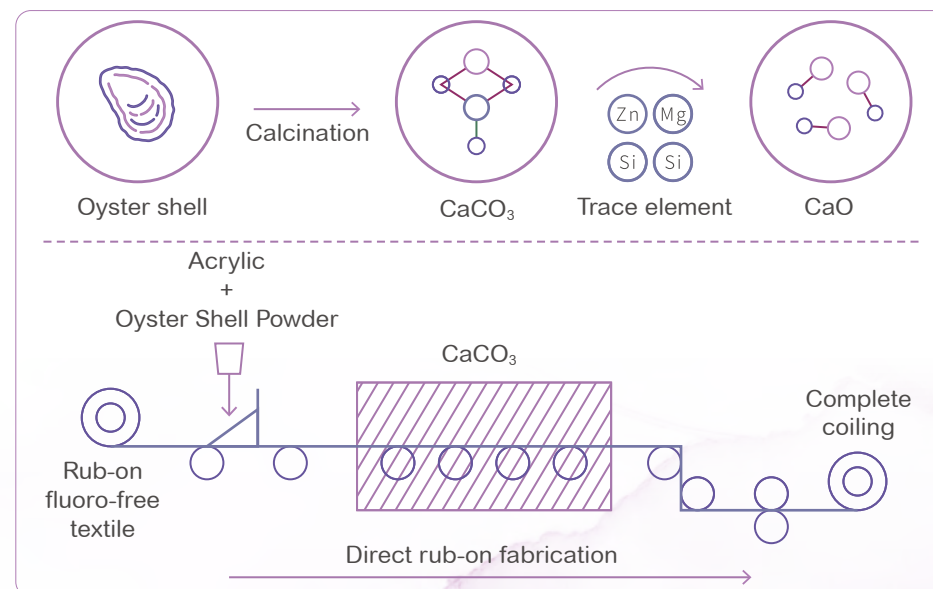 Calcination
Zn Mg
Si Si
Oyster shell
CaCO₃
Trace element
CaO
Acrylic
+
Oyster Shell Powder
CaCO₃
Rub-on
fluoro-free
textile
Complete
coiling
Direct rub-on fabrication